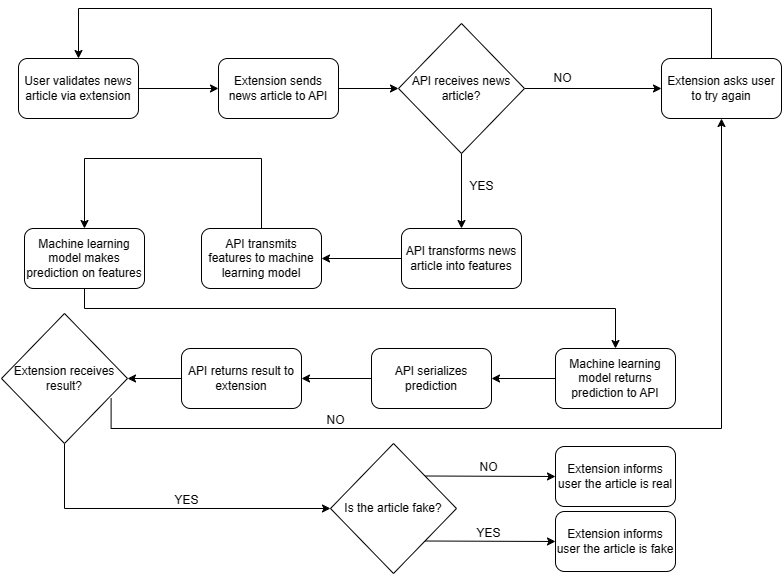 User validates news
article via extension
Extension sends
news article to API
API receives news
article?
NO
Extension asks user
to try again
YES
Machine learning
model makes
prediction on features
API transmits
features to machine
learning model
API transforms news
article into features
Extension receives
result?
API returns result to
extension
API serializes
prediction
Machine learning
model returns
prediction to API
NO
YES
Is the article fake?
NO
Extension informs
user the article is real
YES
Extension informs
user the article is fake